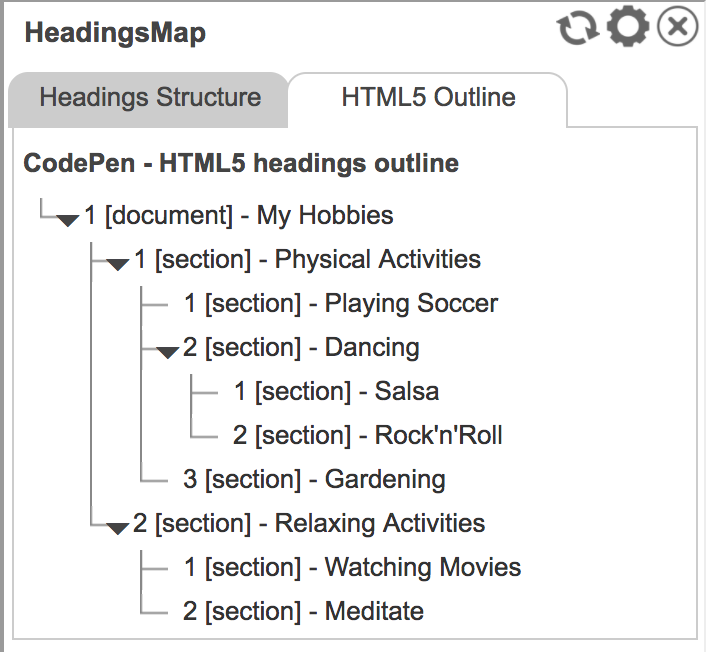 HeadingsMap
Headings Structure
HTML5 Outline
CodePen - HTML5 headings outline
1 [document] - My Hobbies
1 [section] - Physical Activities
1 [section] - Playing Soccer
2 [section] - Dancing
1 [section] - Salsa
2 [section] - Rock'n'Roll
3 [section] - Gardening
2 [section] - Relaxing Activities
1 [section] - Watching Movies
2 [section] - Meditate